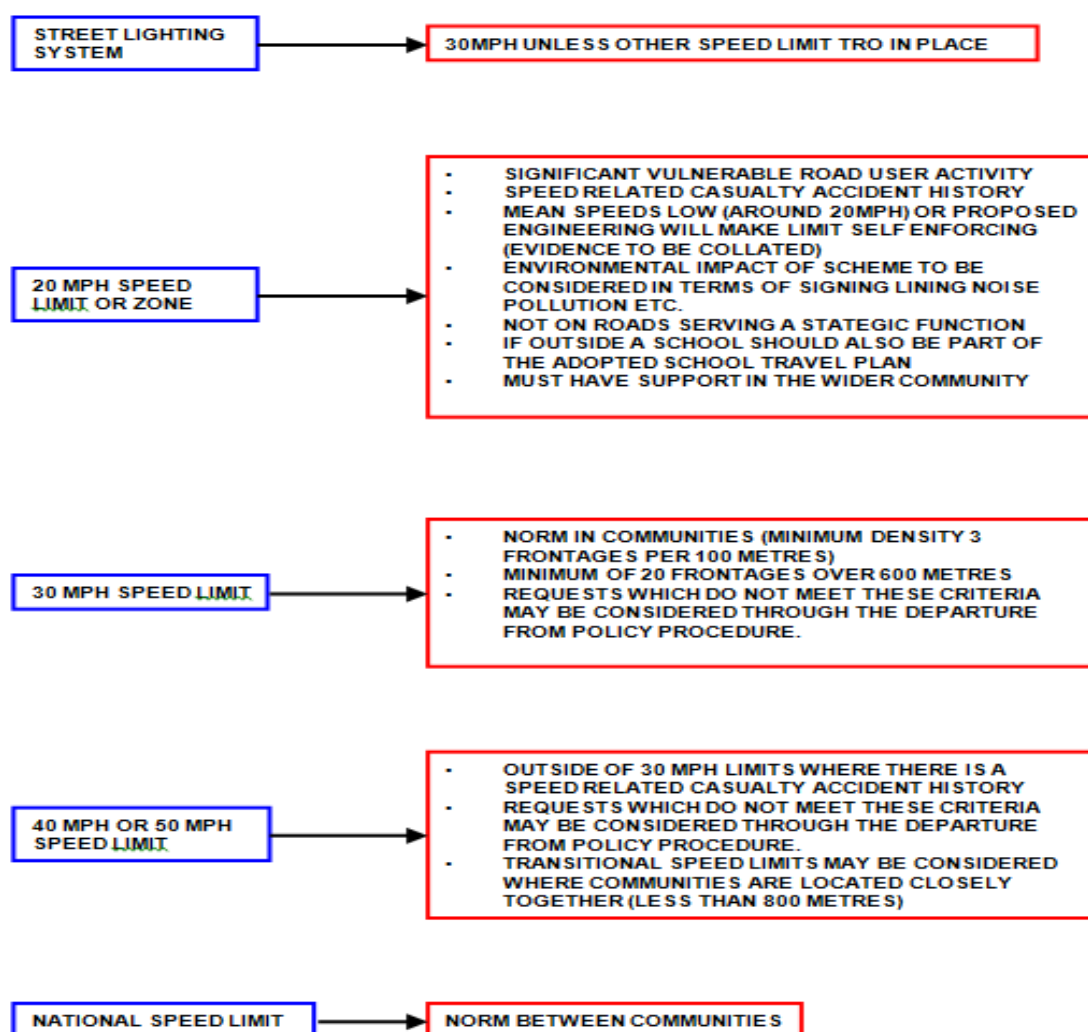 STREET LIGHTING
SYSTEM
30MPH UNLESS OTHER SPEED LIMIT TRO IN PLACE
20 MPH SPEED
LIMIT OR ZONE
- SIGNIFICANT VULNERABLE ROAD USER ACTIVITY
- SPEED RELATED CASUALTY ACCIDENT HISTORY
- MEAN SPEEDS LOW (AROUND 20MPH) OR PROPOSED
ENGINEERING WILL MAKE LIMIT SELF ENFORCING
(EVIDENCE TO BE COLLATED)
- ENVIRONMENTAL IMPACT OF SCHEME TO BE
CONSIDERED IN TERMS OF SIGNING LINING NOISE
POLLUTION ETC.
- NOT ON ROADS SERVING A STATEGIC FUNCTION
- IF OUTSIDE A SCHOOL SHOULD ALSO BE PART OF
THE ADOPTED SCHOOL TRAVEL PLAN
- MUST HAVE SUPPORT IN THE WIDER COMMUNITY
30 MPH SPEED LIMIT
- NORM IN COMMUNITIES (MINIMUM DENSITY 3
FRONTAGES PER 100 METRES)
- MINIMUM OF 20 FRONTAGES OVER 600 METRES
- REQUESTS WHICH DO NOT MEET THESE CRITERIA
MAY BE CONSIDERED THROUGH THE DEPARTURE
FROM POLICY PROCEDURE.
40 MPH OR 50 MPH
SPEED LIMIT
- OUTSIDE OF 30 MPH LIMITS WHERE THERE IS A
SPEED RELATED CASUALTY ACCIDENT HISTORY
- REQUESTS WHICH DO NOT MEET THESE CRITERIA
MAY BE CONSIDERED THROUGH THE DEPARTURE
FROM POLICY PROCEDURE.
- TRANSITIONAL SPEED LIMITS MAY BE CONSIDERED
WHERE COMMUNITIES ARE LOCATED CLOSELY
TOGETHER (LESS THAN 800 METRES)
NATIONAL SPEED LIMIT
NORM BETWEEN COMMUNITIES